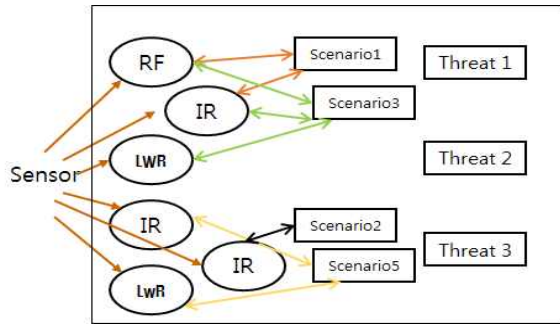 RF
Scenario1
Threat 1
IR
Scenario3
LWR
Threat 2
Sensor
IR
Scenario2
Threat 3
IR
Scenario5
LWR